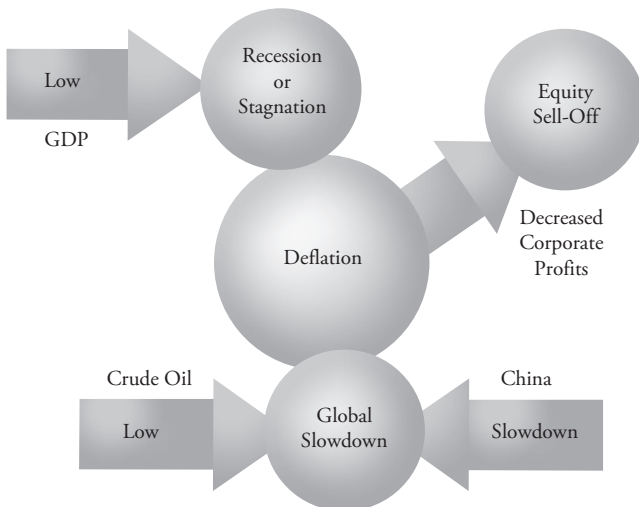 Low
GDP
Recession
or
Stagnation
Equity
Sell-Off
Decreased
Corporate
Profits
Deflation
Crude Oil
Low
Global
Slowdown
China
Slowdown